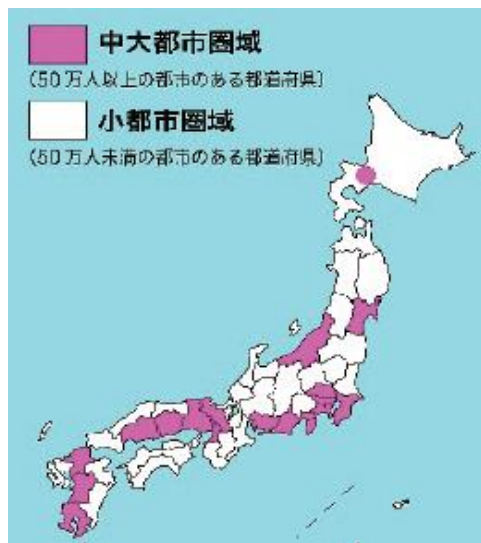 中大都市圏域
(50万人以上の都市のある都道府県)
小都市圏域
(50万人未満の都市のある都道府県)